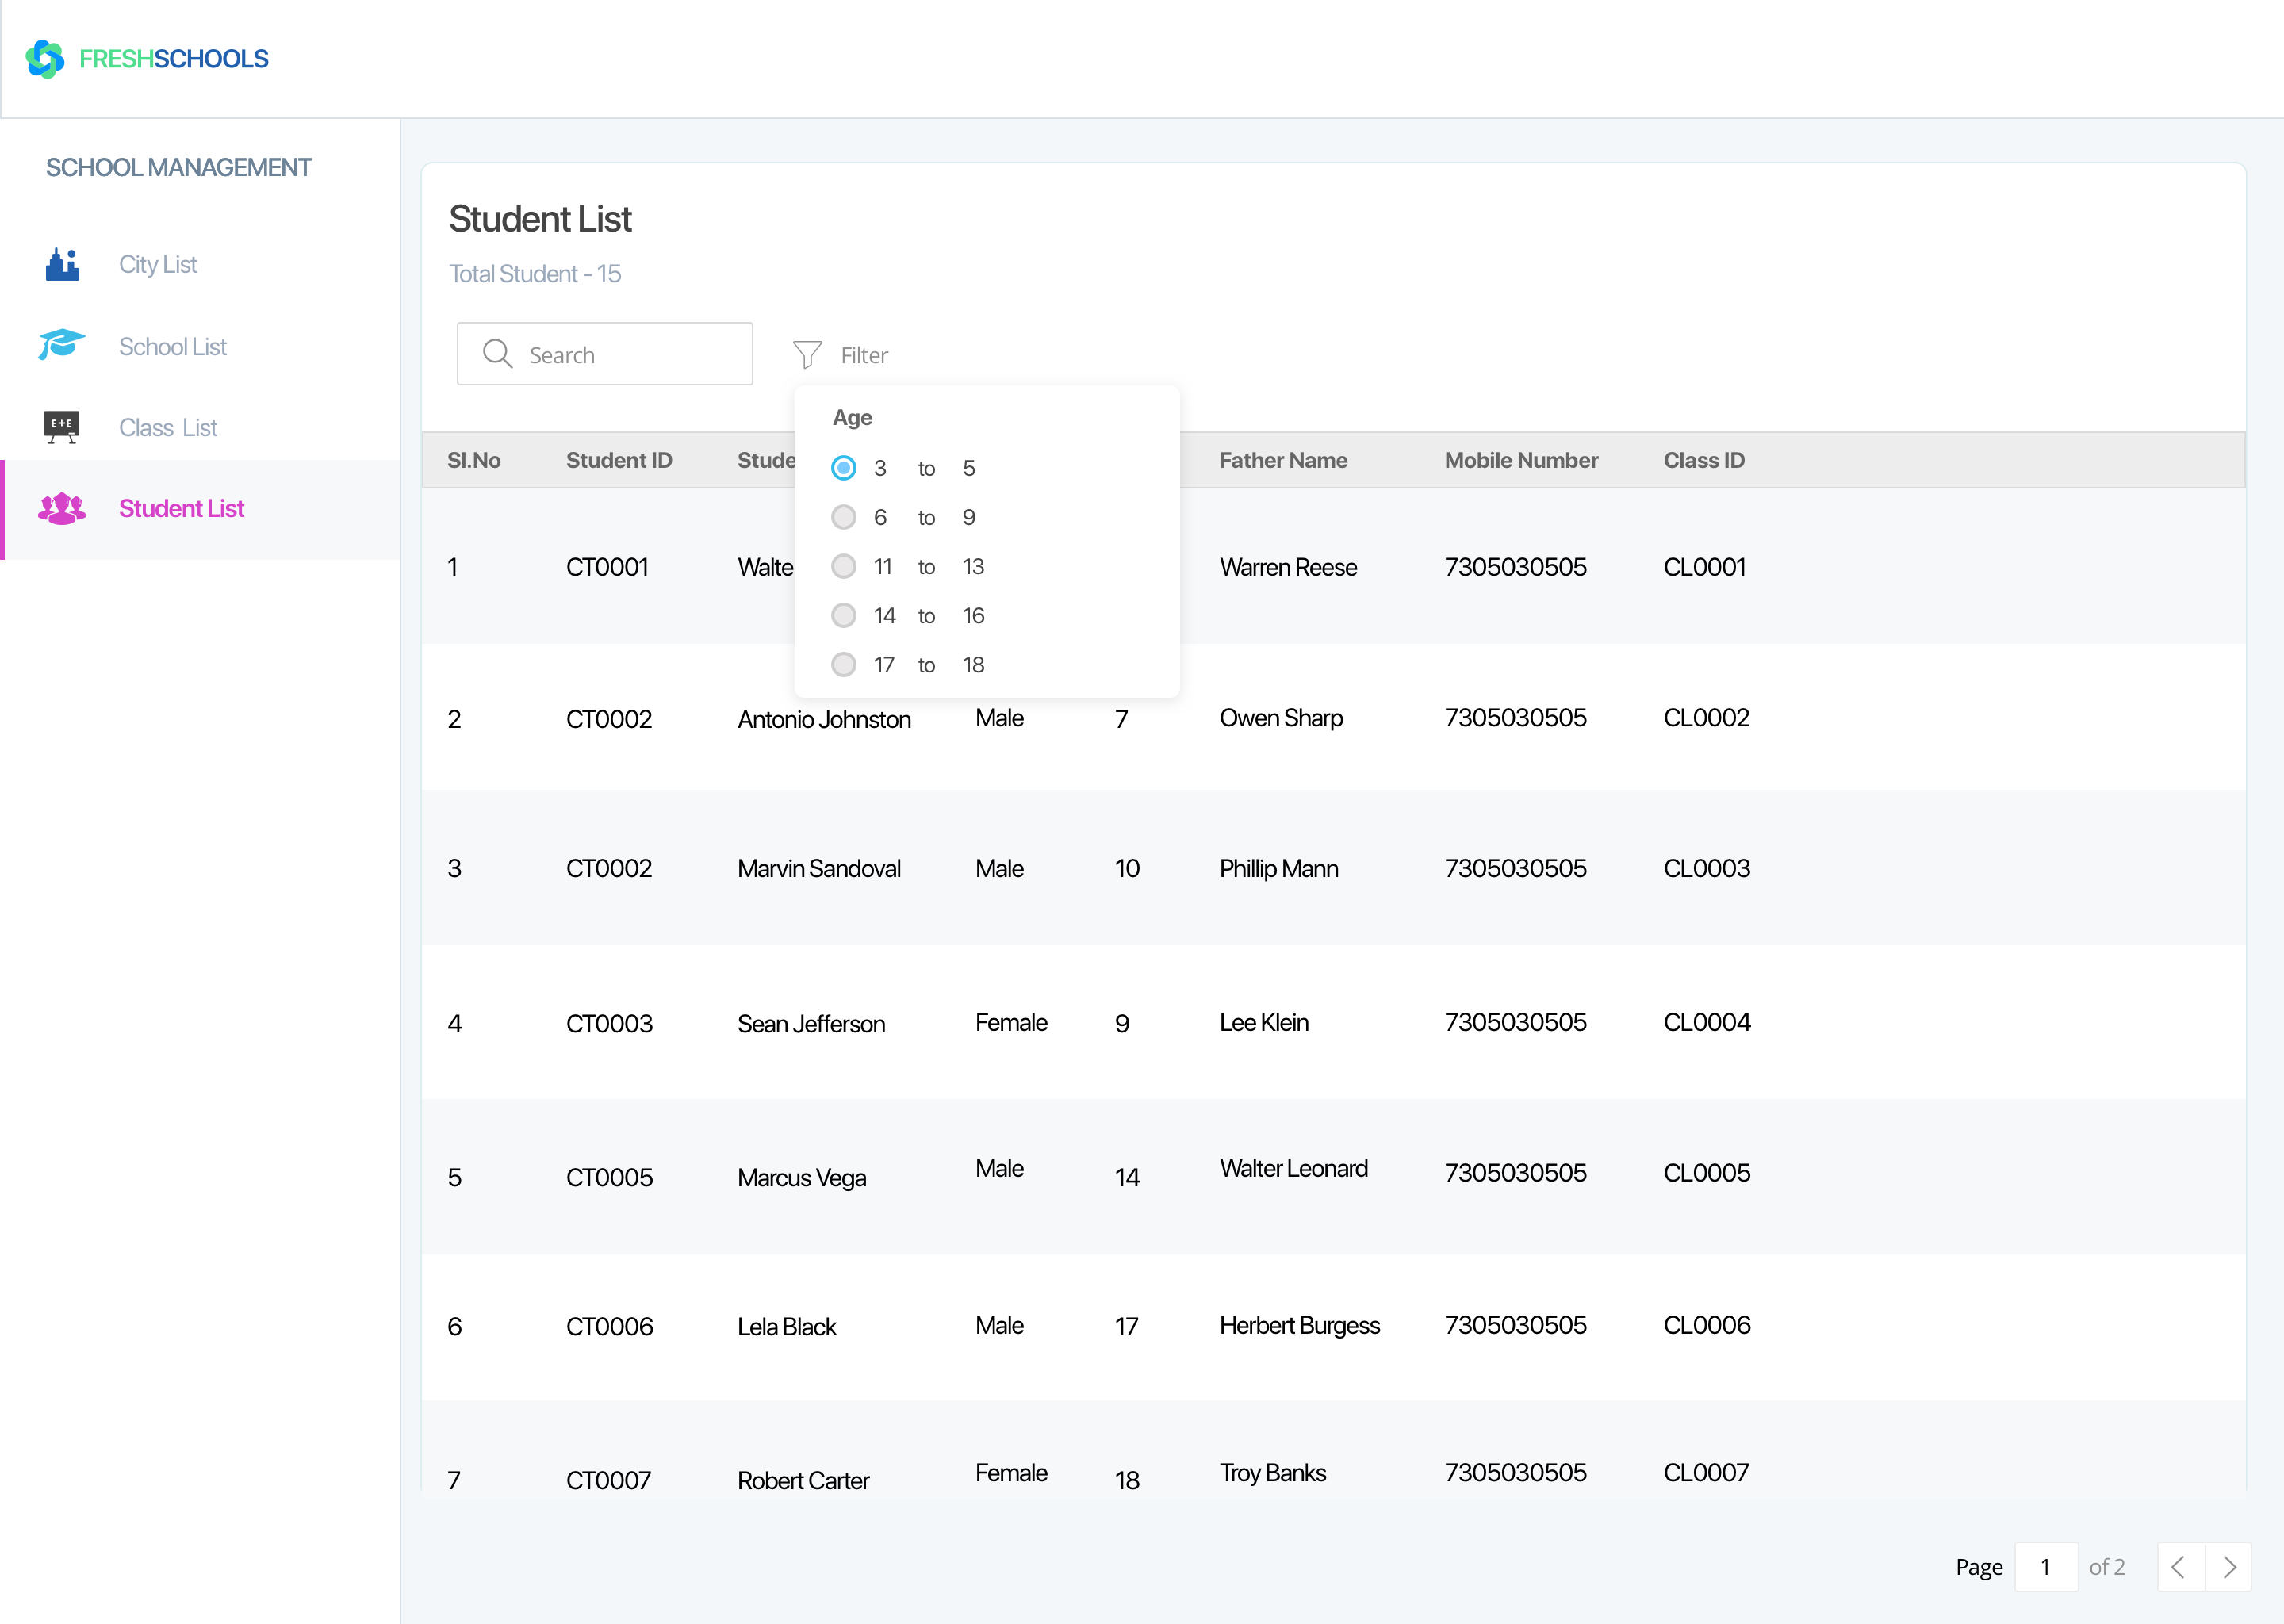 FRESHSCHOOLS
SCHOOL MANAGEMENT
City List
School List
E+E
Class List
Student List
Student List
Total Student - 15
Search
Filter
Age
3 to 5
6 to 9
11 to 13
14 to 16
17 to 18
SI.No Student ID Stude Father Name Mobile Number Class ID
1 CT0001 Walte Warren Reese 7305030505 CL0001
2 CT0002 Antonio Johnston Male 7 Owen Sharp 7305030505 CL0002
3 CT0002 Marvin Sandoval Male 10 Phillip Mann 7305030505 CL0003
4 CT0003 Sean Jefferson Female 9 Lee Klein 7305030505 CL0004
5 CT0005 Marcus Vega Male 14 Walter Leonard 7305030505 CL0005
6 CT0006 Lela Black Male 17 Herbert Burgess 7305030505 CL0006
7 CT0007 Robert Carter Female 18 Troy Banks 7305030505 CL0007
Page 1 of 2